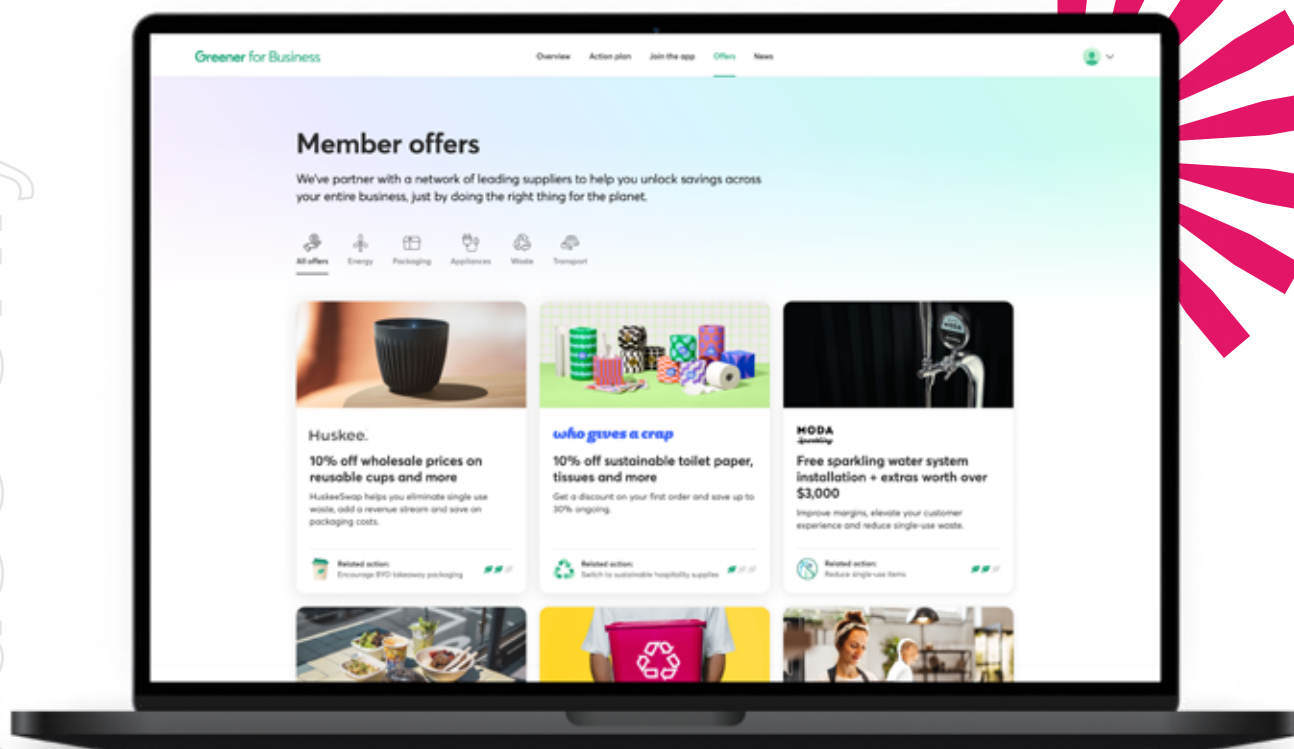 Greener for Business
Overview Action plan Join the app Offers News
Member offers
We've partner with a network of leading suppliers to help you unlock savings across
your entire business, just by doing the right thing for the planet.
All offers Energy Packaging Appliances Waste Transport
Huskee.
10% off wholesale prices on
reusable cups and more
HuskeeSwap helps you eliminate single use
waste, add a revenue stream and save on
packaging costs.
Related action:
Encourage BYO takeaway packaging
who gives a crap
10% off sustainable toilet paper,
tissues and more
Get a discount on your first order and save up to
30% ongoing.
Related action:
Switch to sustainable hospitality supplies
MODA
MODA
Sparkling
Free sparkling water system
installation + extras worth over
$3,000
Improve margins, elevate your customer
experience and reduce single-use waste.
Related action:
Reduce single-use items